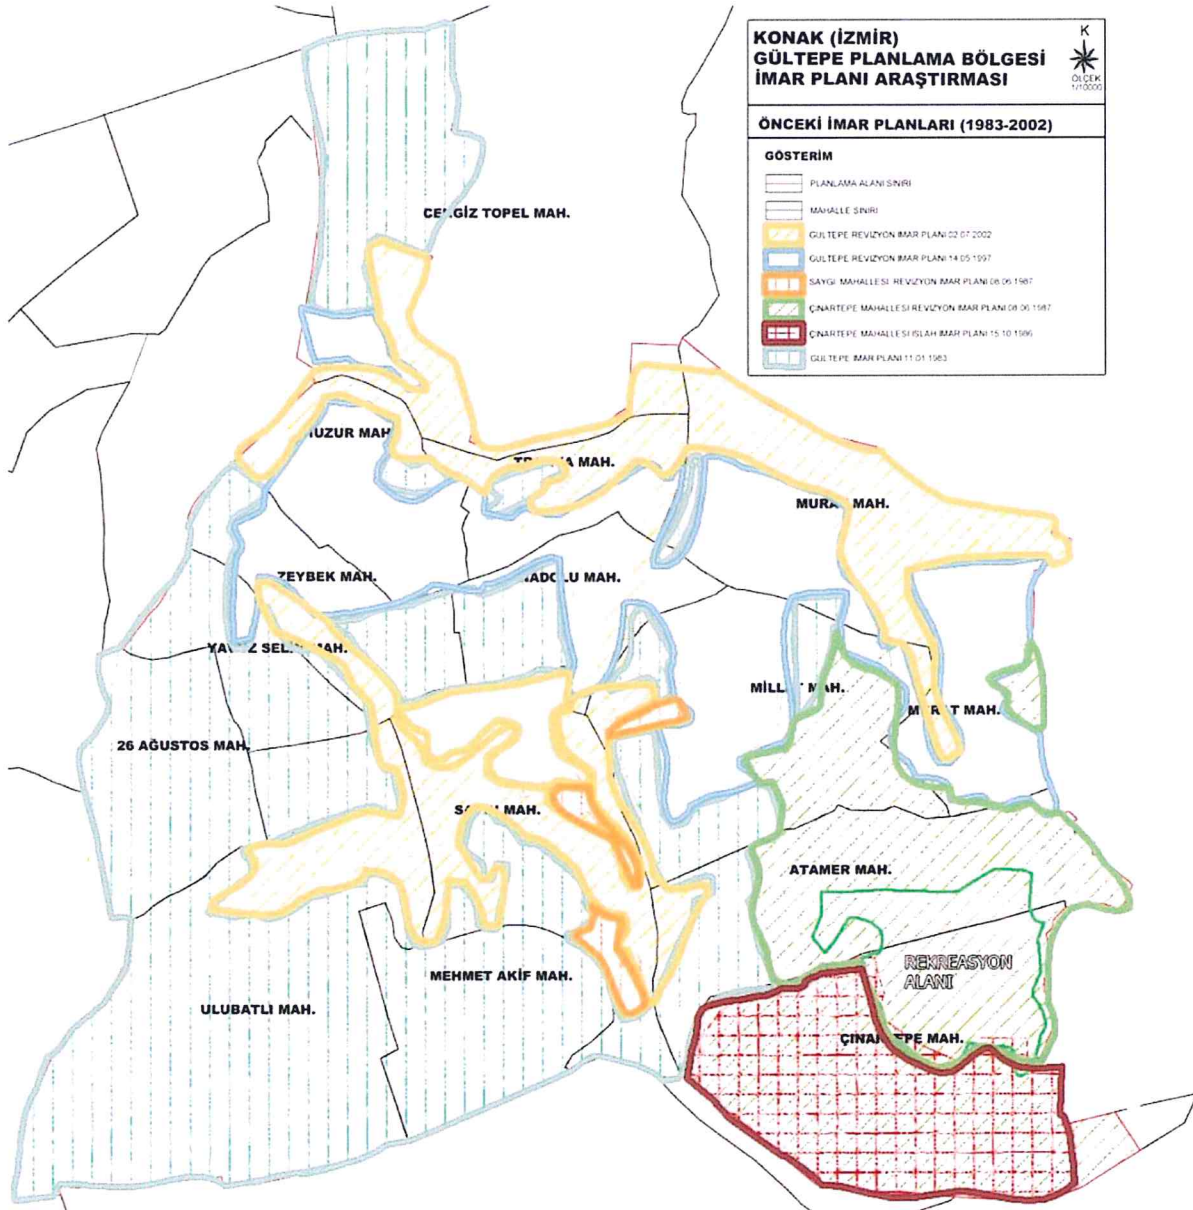 KONAK (İZMİR)
GÜLTEPE PLANLAMA BÖLGESİ
İMAR PLANI ARAŞTIRMASI
K
ÖLÇEK
1/10000
ÖNCEKİ İMAR PLANLARI (1983-2002)
GÖSTERİM
PLANLAMA ALANI SINIRI
MAHALLE SINIRI
GÜLTEPE REVİZYON İMAR PLANI 02.07.2002
GÜLTEPE REVİZYON İMAR PLANI 14.05.1997
SAYGI MAHALLESİ REVİZYON İMAR PLANI 08.06.1987
ÇINARTEPE MAHALLESİ REVİZYON İMAR PLANI 08.06.1987
ÇINARTEPE MAHALLESİ ISLAH İMAR PLANI 15.10.1986
GÜLTEPE İMAR PLANI 11.01.1983
TOPEL MAH.
MAH.
MAH.
MAH.
ZEYBEK MAH.
MAH.
MAH.
MAH.
MAH.
26 AĞUSTOS MAH.
MAH.
ATAMER MAH.
REKREASYON
ALANI
MEHMET AKİF MAH.
ULUBATLI MAH.
MAH.